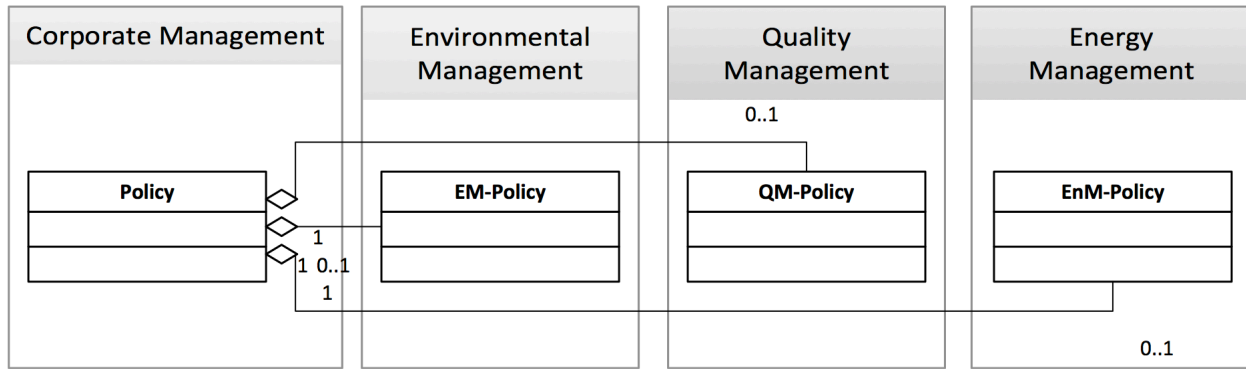 Corporate Management
Environmental
Management
Quality
Management
Energy
Management
0..1
Policy
EM-Policy
QM-Policy
EnM-Policy
1
1 0..1
1
0..1